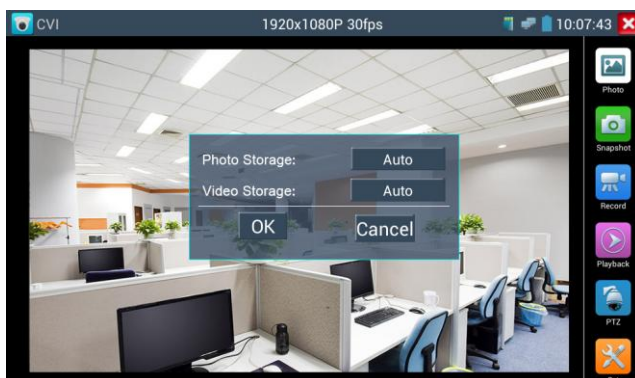 CVI
1920x1080P 30fps
10:07:43
Photo Storage:
Auto
Video Storage:
Auto
OK
Cancel
Photo
Snapshot
Record
Playback
PTZ